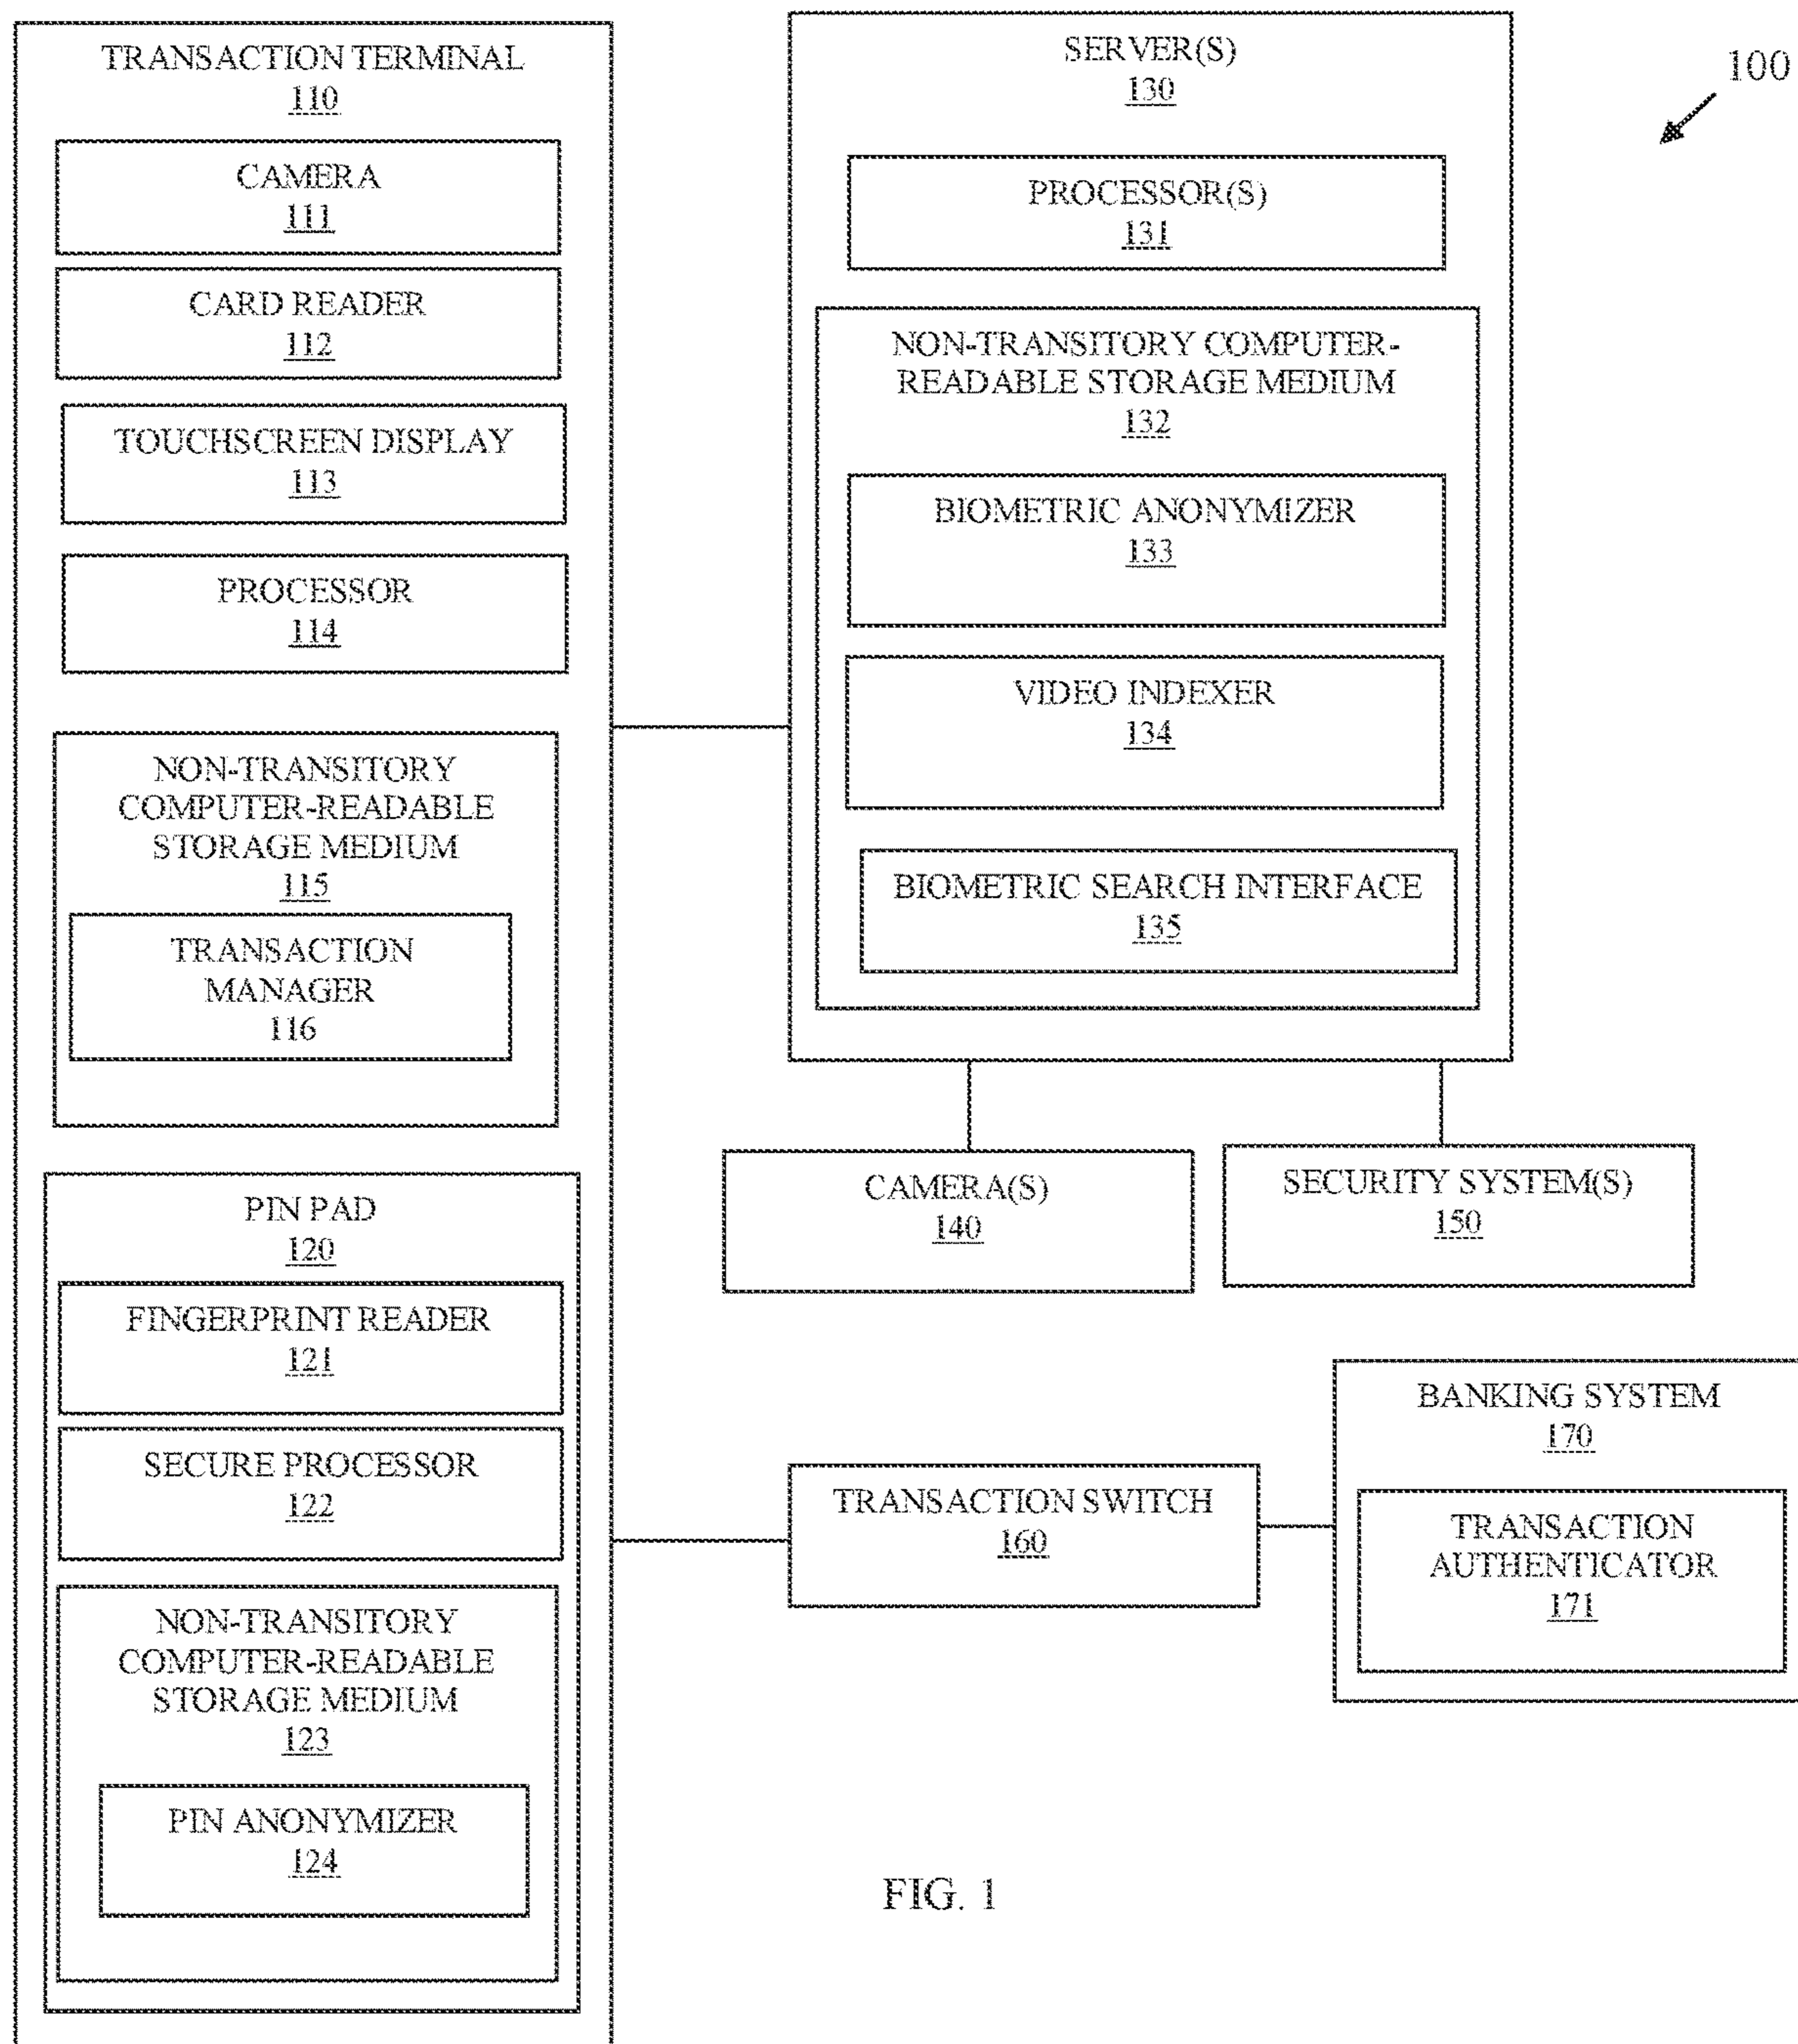 TRANSACTION TERMINAL
110
CAMERA
111
CARD READER
112
TOUCHSCREEN DISPLAY
113
PROCESSOR
114
NON-TRANSITORY
COMPUTER-READABLE
STORAGE MEDIUM
115
TRANSACTION
MANAGER
116
PIN PAD
120
FINGERPRINT READER
121
SECURE PROCESSOR
122
NON-TRANSITORY
COMPUTER-READABLE
STORAGE MEDIUM
123
PIN ANONYMIZER
124
SERVER(S)
130
PROCESSOR(S)
131
NON-TRANSITORY COMPUTER-
READABLE STORAGE MEDIUM
132
BIOMETRIC ANONYMIZER
133
VIDEO INDEXER
134
BIOMETRIC SEARCH INTERFACE
135
100
CAMERA(S)
140
SECURITY SYSTEM(S)
150
TRANSACTION SWITCH
160
BANKING SYSTEM
170
TRANSACTION
AUTHENTICATOR
171
FIG. 1